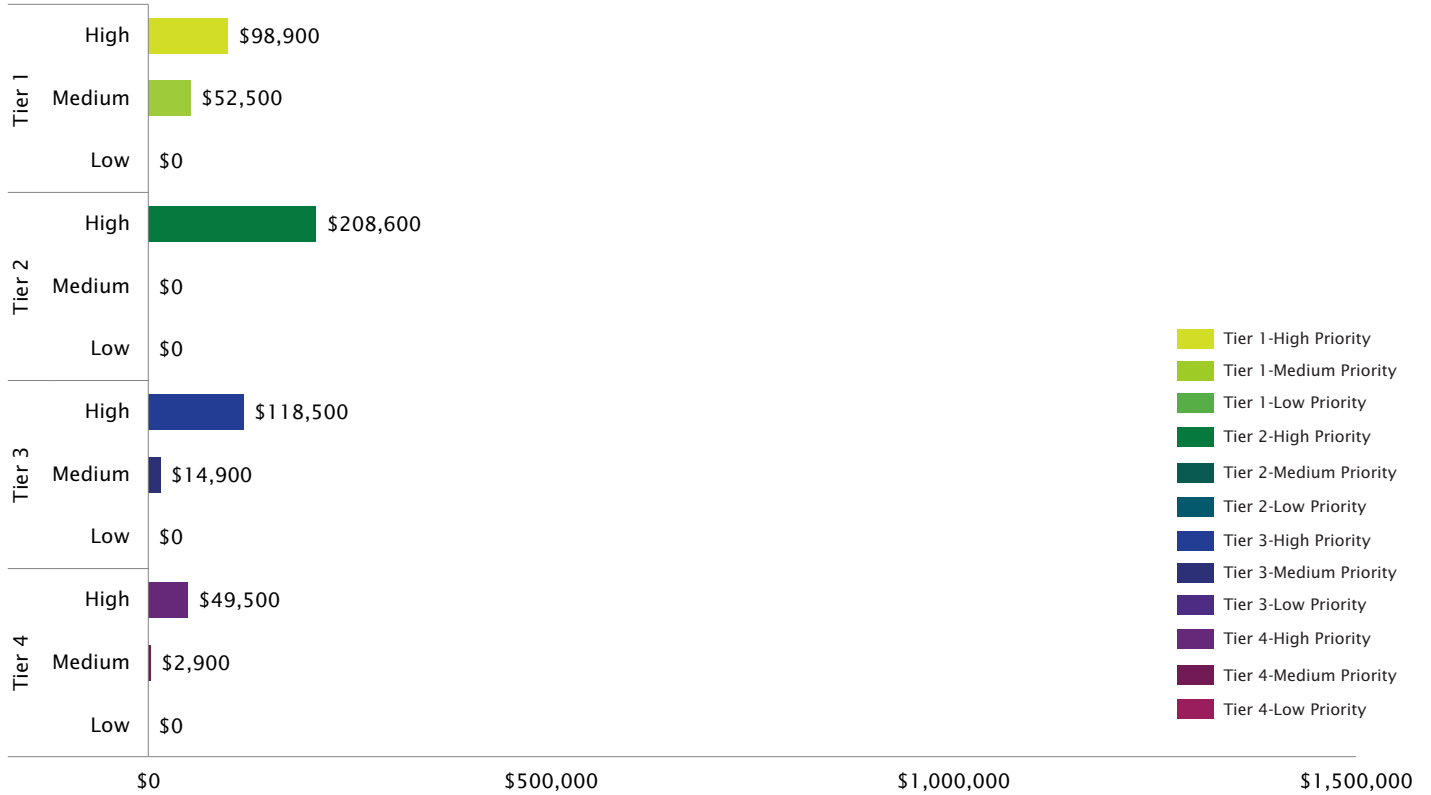 Tier 1
High $98,900
Medium $52,500
Low $0
Tier 2
High $208,600
Medium $0
Low $0
Tier 3
High $118,500
Medium $14,900
Low $0
Tier 4
High $49,500
Medium $2,900
Low $0
$0 $500,000 $1,000,000 $1,500,000
Tier 1-High Priority
Tier 1-Medium Priority
Tier 1-Low Priority
Tier 2-High Priority
Tier 2-Medium Priority
Tier 2-Low Priority
Tier 3-High Priority
Tier 3-Medium Priority
Tier 3-Low Priority
Tier 4-High Priority
Tier 4-Medium Priority
Tier 4-Low Priority